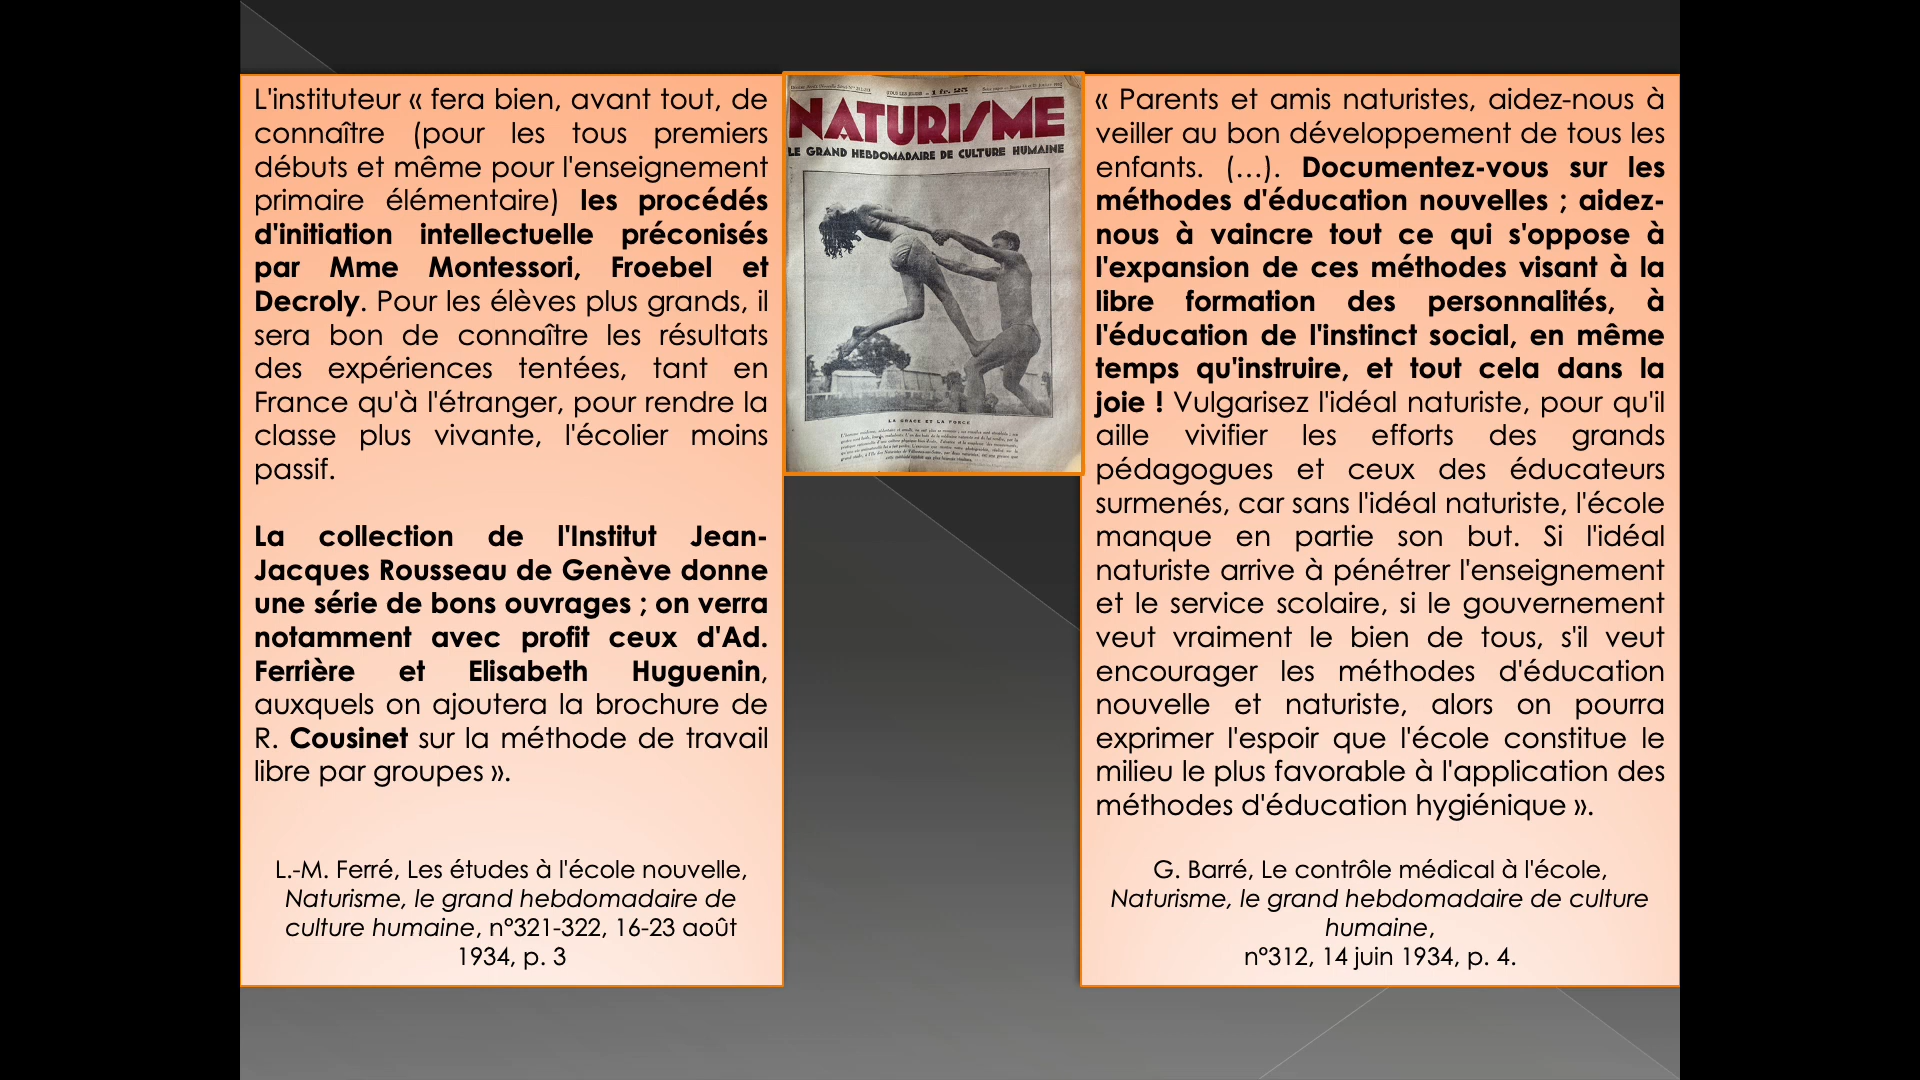 L'instituteur « fera bien, avant tout, de
connaître (pour les tous premiers
débuts et même pour l'enseignement
primaire élémentaire) les procédés
d'initiation intellectuelle préconisés
par Mme Montessori, Froebel et
Decroly. Pour les élèves plus grands, il
sera bon de connaître les résultats
des expériences tentées, tant en
France qu'à l'étranger, pour rendre la
classe plus vivante, l'écolier moins
passif.
La collection de l'Institut Jean-
Jacques Rousseau de Genève donne
une série de bons ouvrages ; on verra
notamment avec profit ceux d'Ad.
Ferrière et Elisabeth Huguenin,
auxquels on ajoutera la brochure de
R. Cousinet sur la méthode de travail
libre par groupes ».
L.-M. Ferré, Les études à l'école nouvelle,
Naturisme, le grand hebdomadaire de
culture humaine, n°321-322, 16-23 août
1934, p. 3
TOUS LES JEUDIS - 1 fr. 25
NATURISME
LE GRAND HEBDOMADAIRE DE CULTURE HUMAINE
LA GRACE ET LA FORCE
« Parents et amis naturistes, aidez-nous à
veiller au bon développement de tous les
enfants. (…). Documentez-vous sur les
méthodes d'éducation nouvelles ; aidez-
nous à vaincre tout ce qui s'oppose à
l'expansion de ces méthodes visant à la
libre formation des personnalités, à
l'éducation de l'instinct social, en même
temps qu'instruire, et tout cela dans la
joie ! Vulgarisez l'idéal naturiste, pour qu'il
aille vivifier les efforts des grands
pédagogues et ceux des éducateurs
surmenés, car sans l'idéal naturiste, l'école
manque en partie son but. Si l'idéal
naturiste arrive à pénétrer l'enseignement
et le service scolaire, si le gouvernement
veut vraiment le bien de tous, s'il veut
encourager les méthodes d'éducation
nouvelle et naturiste, alors on pourra
exprimer l'espoir que l'école constitue le
milieu le plus favorable à l'application des
méthodes d'éducation hygiénique ».
G. Barré, Le contrôle médical à l'école,
Naturisme, le grand hebdomadaire de culture
humaine,
n°312, 14 juin 1934, p. 4.